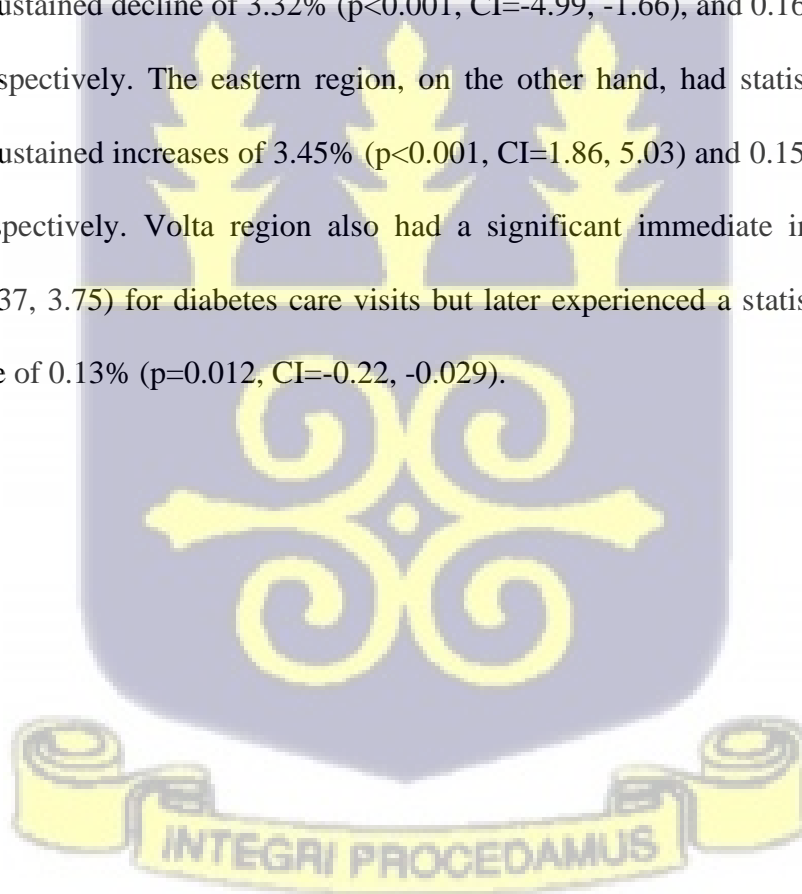 ustained decline of 3.32% (p<0.001, CI=-4.99, -1.66), and 0.16
spectively. The eastern region, on the other hand, had statis
ustained increases of 3.45% (p<0.001, CI=1.86, 5.03) and 0.15
spectively. Volta region also had a significant immediate in
37, 3.75) for diabetes care visits but later experienced a statis
e of 0.13% (p=0.012, CI=-0.22, -0.029).
INTEGRI PROCEDAMUS